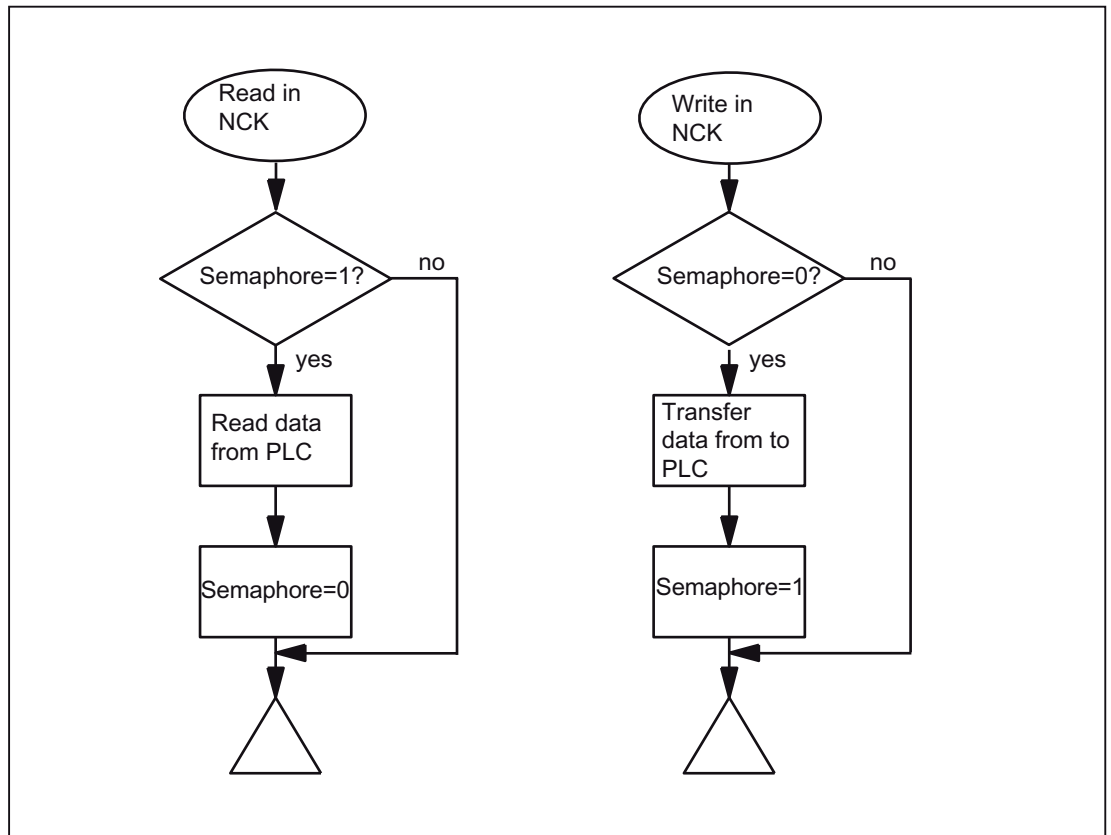 Read in
NCK
Semaphore=1?
no
yes
Read data
from PLC
Semaphore=0
Write in
NCK
Semaphore=0?
no
yes
Transfer
data from to
PLC
Semaphore=1